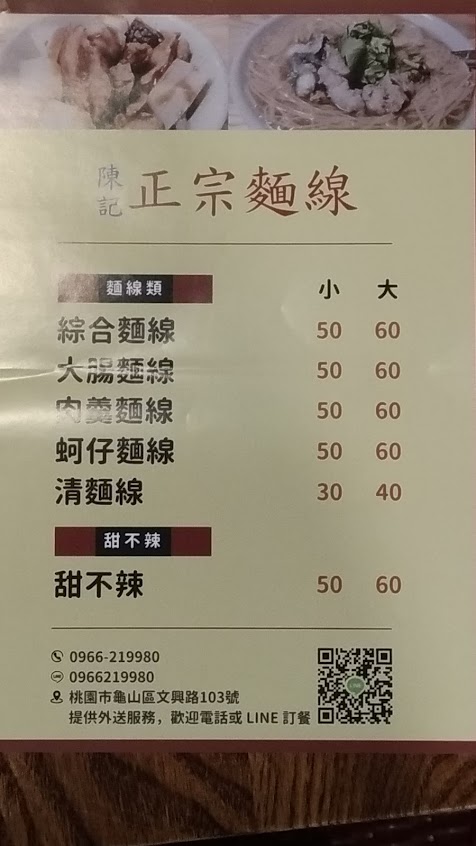 陳記 正宗麵線
麵線類 小 大
綜合麵線 50 60
大腸麵線 50 60
肉羹麵線 50 60
蚵仔麵線 50 60
清麵線 30 40
甜不辣
甜不辣 50 60
0966-219980
0966219980
桃園市龜山區文興路103號
提供外送服務，歡迎電話或 LINE 訂餐